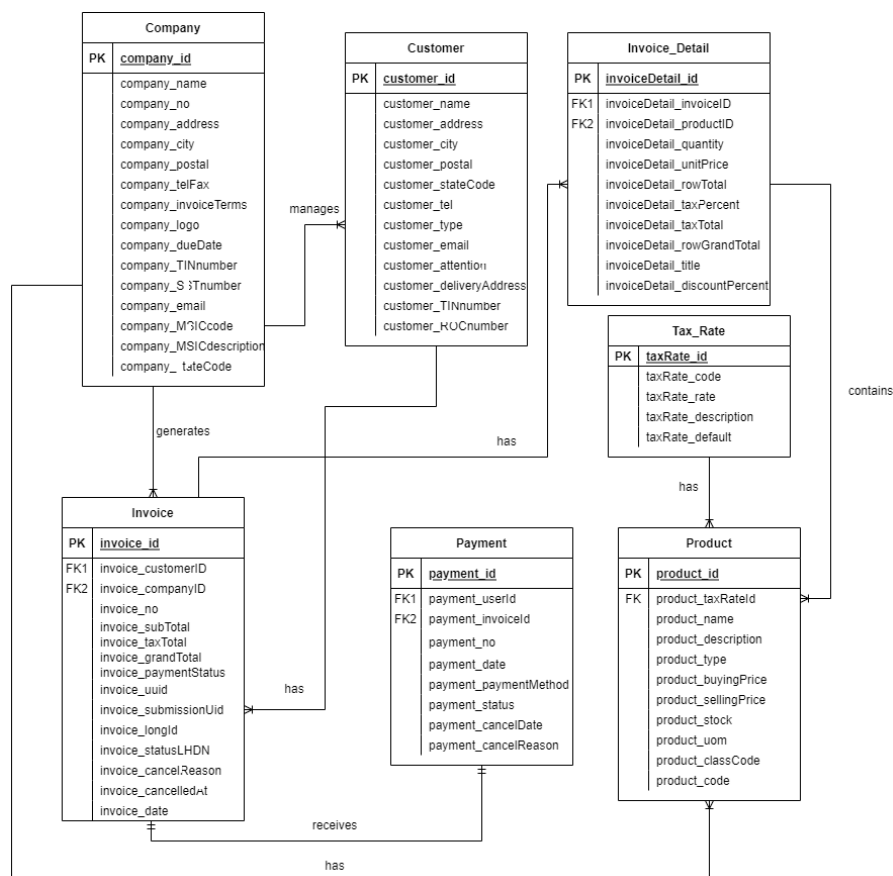 Company
PK company_id
company_name
company_no
company_address
company_city
company_postal
company_telFax
company_invoiceTerms
company_logo
company_dueDate
company_TINnumber
company_SSTnumber
company_email
company_MSICcode
company_MSICdescription
manages
Customer
PK customer_id
customer_name
customer_address
customer_city
customer_postal
customer_stateCode
customer_tel
customer_type
customer_email
customer_attention
customer_deliveryAddress
customer_TINnumber
customer_ROCnumber
Invoice_Detail
PK invoiceDetail_id
FK1 invoiceDetail_invoiceID
FK2 invoiceDetail_productID
invoiceDetail_quantity
invoiceDetail_unitPrice
invoiceDetail_rowTotal
invoiceDetail_taxPercent
invoiceDetail_taxTotal
invoiceDetail_rowGrandTotal
invoiceDetail_title
invoiceDetail_discountPercent
Tax_Rate
PK taxRate_id
taxRate_code
taxRate_rate
taxRate_description
taxRate_default
contains
generates
has
has
Invoice
PK invoice_id
FK1 invoice_customerID
FK2 invoice_companyID
invoice_no
invoice_subTotal
invoice_taxTotal
invoice_grandTotal
invoice_paymentStatus
invoice_uuid
invoice_submissionUid
invoice_longId
invoice_statusLHDN
invoice_cancelReason
invoice_cancelledAt
invoice_date
has
Payment
PK payment_id
FK1 payment_userId
FK2 payment_invoiceId
payment_no
payment_date
payment_paymentMethod
payment_status
payment_cancelDate
payment_cancelReason
Product
PK product_id
FK product_taxRateId
product_name
product_description
product_type
product_buyingPrice
product_sellingPrice
product_stock
product_uom
product_classCode
product_code
receives
has